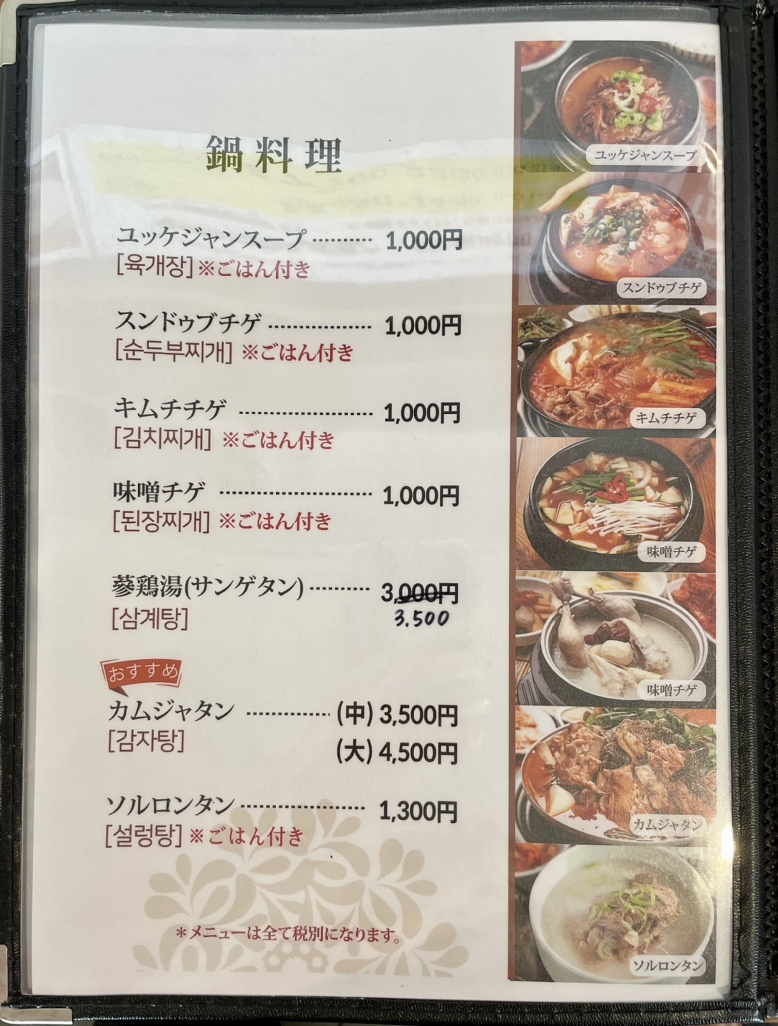 鍋料理
ユッケジャンスープ ………… 1,000円
[육개장] ※ごはん付き
スンドゥブチゲ ………… 1,000円
[순두부찌개] ※ごはん付き
キムチチゲ ………… 1,000円
[김치찌개] ※ごはん付き
味噌チゲ ………… 1,000円
[된장찌개] ※ごはん付き
蔘鶏湯(サンゲタン) ………… 3,000円
[삼계탕] 3.500
おすすめ
カムジャタン ………… (中) 3,500円
[감자탕]
(大) 4,500円
ソルロンタン ………… 1,300円
[설렁탕] ※ごはん付き
＊メニューは全て税別になります。
ユッケジャンスープ
スンドゥブチゲ
キムチチゲ
味噌チゲ
味噌チゲ
カムジャタン
ソルロンタン